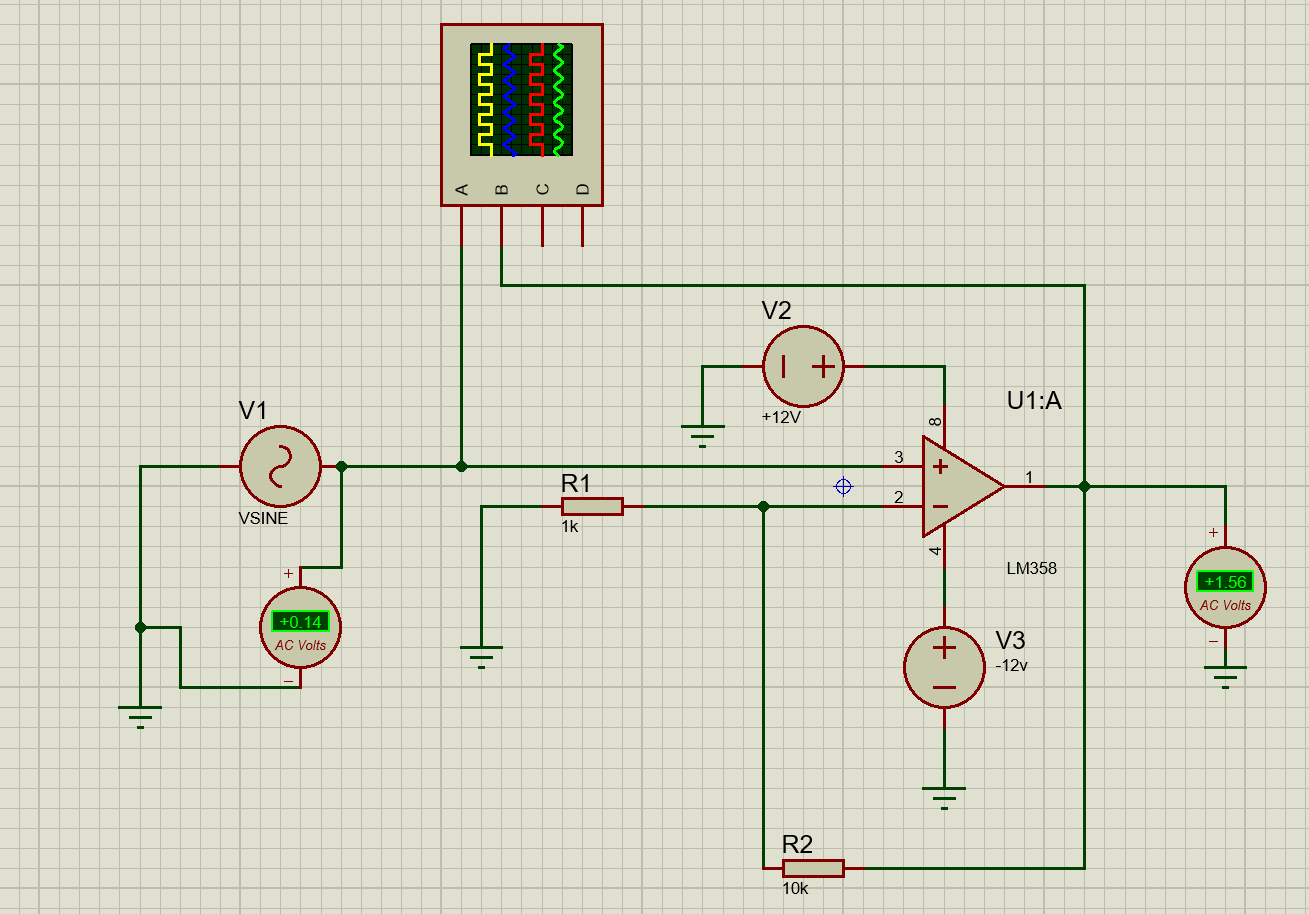 A B C D
V2
+12V
U1:A
8
V1
VSINE
3
1
R1
1k
2
4
LM358
+
+0.14
AC Volts
−
+
+1.56
AC Volts
−
V3
-12v
R2
10k